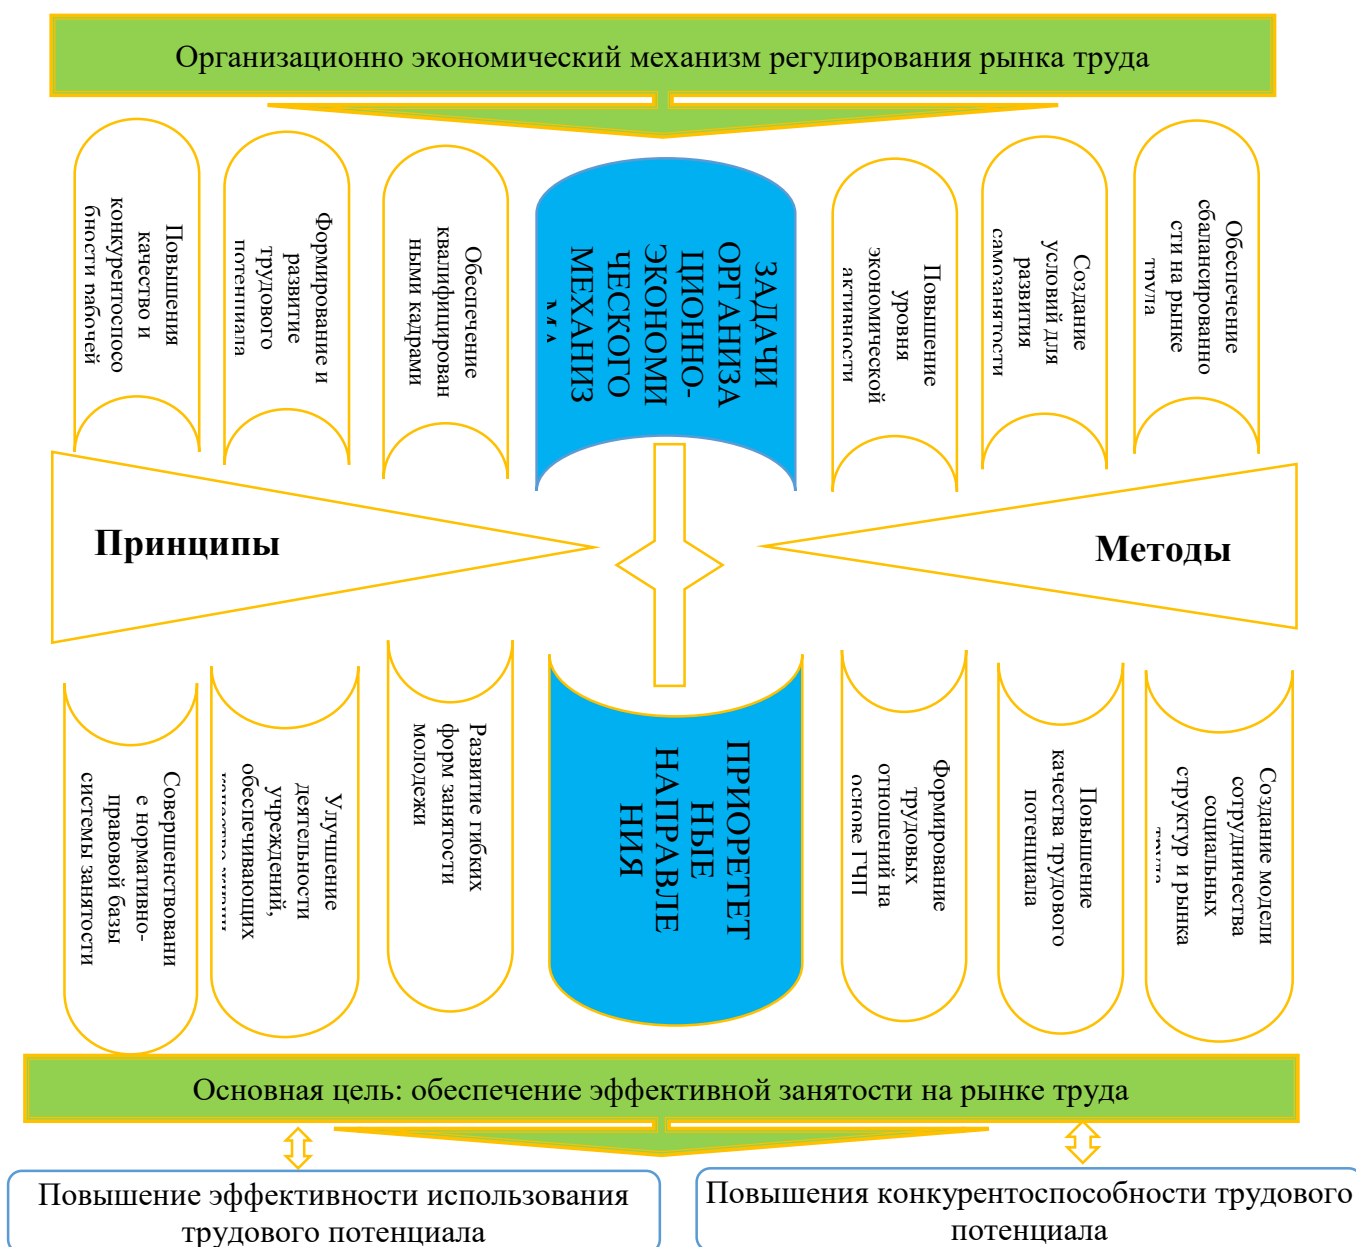 Организационно экономический механизм регулирования рынка труда
Повышения
качество и
конкурентоспосо
бности рабочей
Формирование и
развитие
трудового
потенциала
Обеспечение
квалифицирован
ными кадрами
ЗАДАЧИ
ОРГАНИЗА
ЦИОННО-
ЭКОНОМИ
ЧЕСКОГО
МЕХАНИЗ
МА
Повышение
уровня
экономической
активности
Создание
условий для
развития
самозанятости
Обеспечение
сбалансированно
сти на рынке
труда
Принципы
Методы
Совершенствовани
е нормативно-
правовой базы
системы занятости
Улучшение
деятельности
учреждений,
обеспечивающих
Развитие гибких
форм занятости
молодежи
ПРИОРЕТЕТ
НЫЕ
НАПРАВЛЕ
НИЯ
Формирование
трудовых
отношений на
основе ГЧП
Повышение
качества трудового
потенциала
Создание модели
сотрудничества
социальных
структур и рынка
труда
Основная цель: обеспечение эффективной занятости на рынке труда
Повышение эффективности использования
трудового потенциала
Повышения конкурентоспособности трудового
потенциала